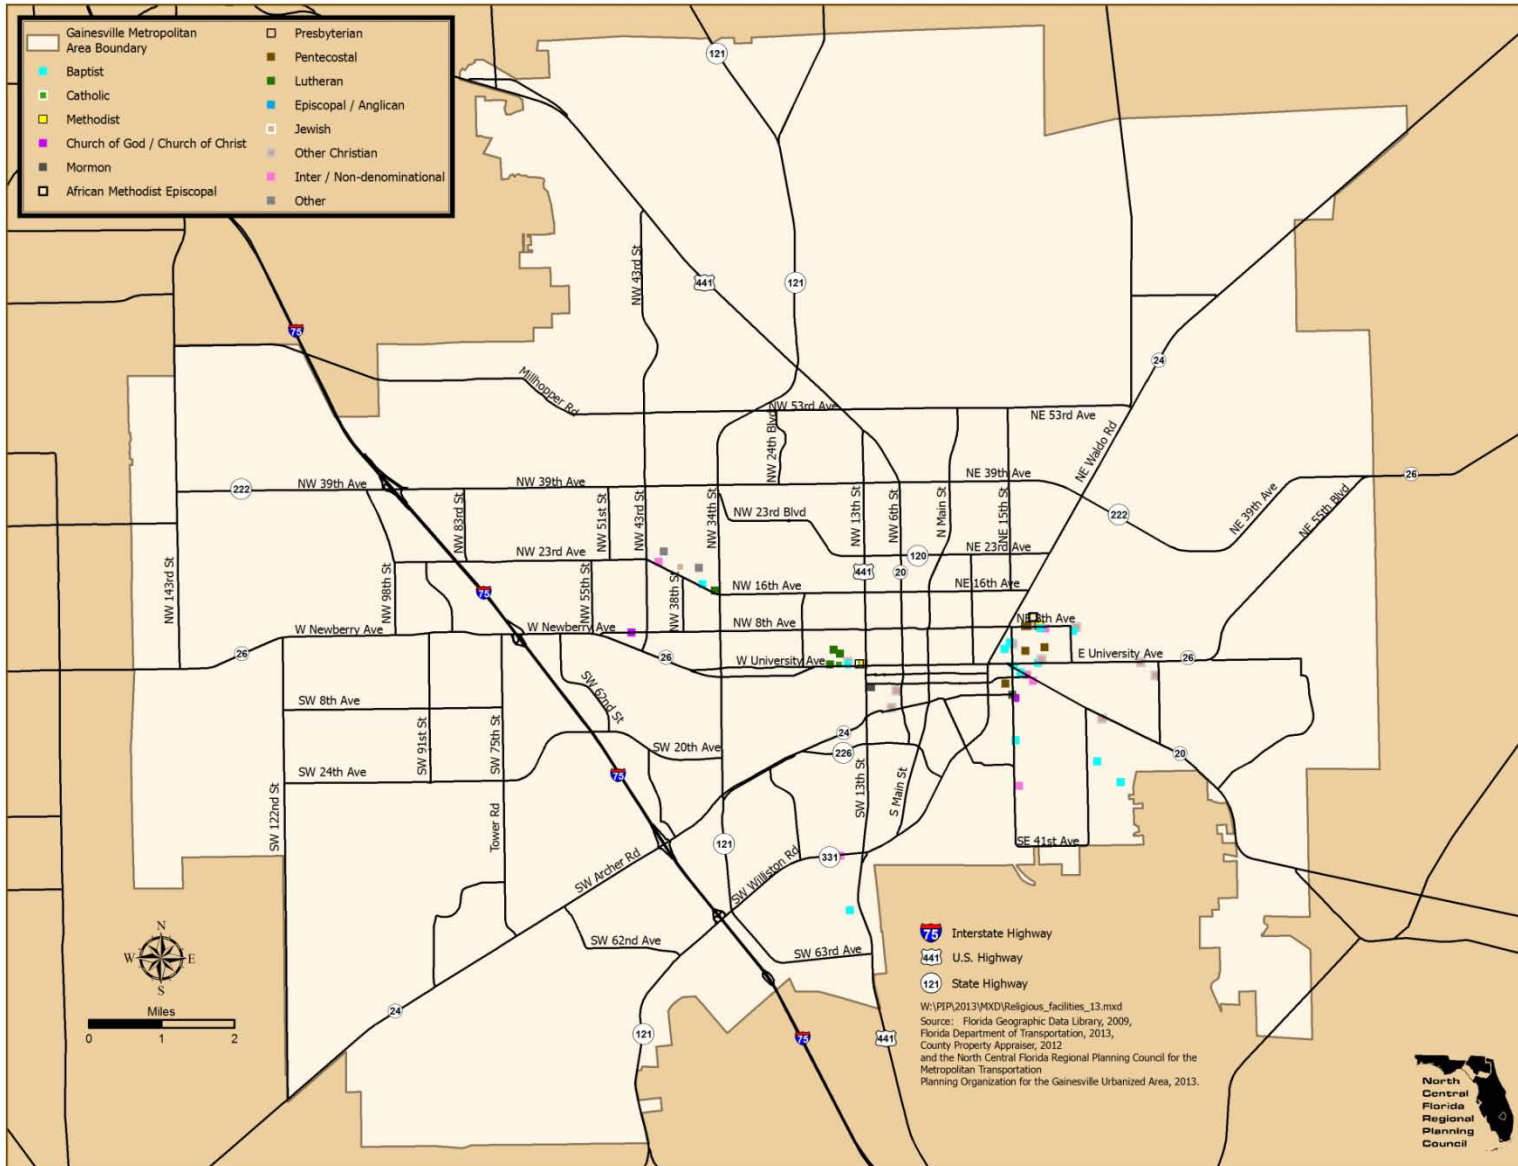 Gainesville Metropolitan
Area Boundary
Baptist
Catholic
Methodist
Church of God / Church of Christ
Mormon
African Methodist Episcopal
Presbyterian
Pentecostal
Lutheran
Episcopal / Anglican
Jewish
Other Christian
Inter / Non-denominational
Other
121
NW 43rd St
441
121
75
24
Millhopper Rd
NW 53rd Ave
NE 53rd Ave
NW 24th Blvd
NE Waldo Rd
222
NW 39th Ave
NW 39th Ave
NE 39th Ave
26
NW 83rd St
NW 51st St
NW 43rd St
NW 34th St
NW 23rd Blvd
NW 13th St
NW 6th St
N Main St
NE 15th St
222
NE 39th Ave
NE 55th Blvd
NW 143rd St
NW 98th St
NW 23rd Ave
120
NE 23rd Ave
441
20
75
NW 55th St
NW 38th St
NW 16th Ave
NE 16th Ave
W Newberry Ave
W Newberry Ave
NW 8th Ave
NE 8th Ave
26
26
W University Ave
E University Ave
26
SW 62nd St
SW 8th Ave
SW 91st St
SW 75th St
24
226
SW 20th Ave
20
SW 24th Ave
75
SW 122nd St
Tower Rd
SW 13th St
S Main St
121
331
SE 41st Ave
SW Archer Rd
SW Williston Rd
SW 62nd Ave
SW 63rd Ave
24
121
75
441
N
W
E
S
Miles
0
1
2
75
Interstate Highway
441
U.S. Highway
121
State Highway
W:\PIP\2013\MXD\Religious_facilities_13.mxd
Source: Florida Geographic Data Library, 2009,
Florida Department of Transportation, 2013,
County Property Appraiser, 2012
and the North Central Florida Regional Planning Council for the
Metropolitan Transportation
Planning Organization for the Gainesville Urbanized Area, 2013.
North
Central
Florida
Regional
Planning
Council